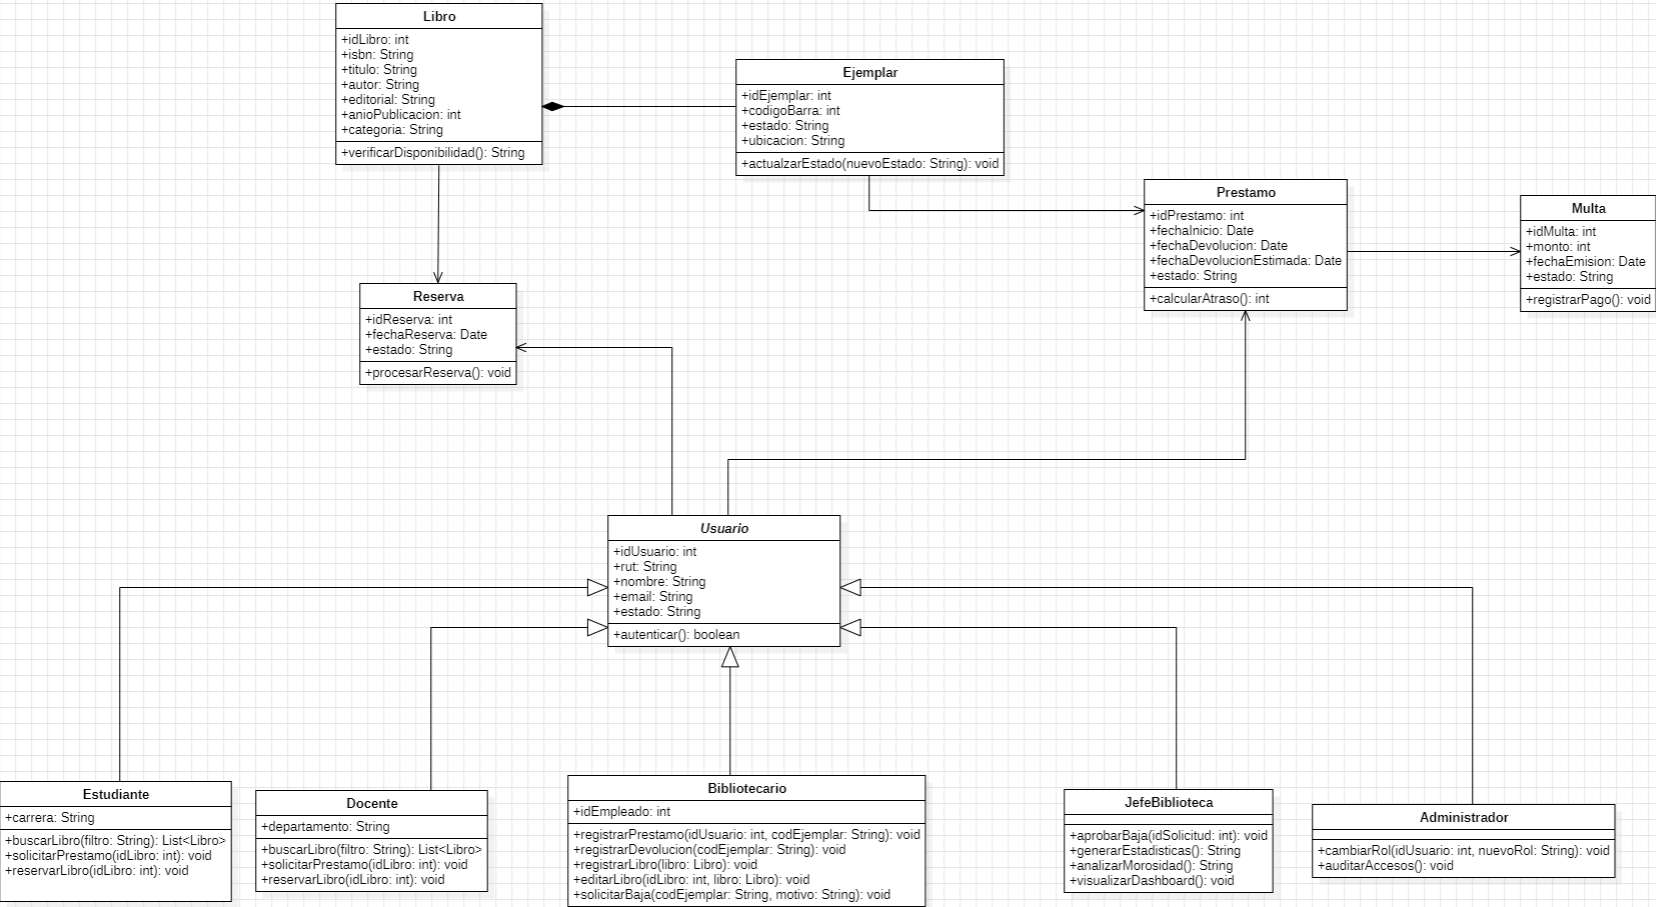 Libro
+idLibro: int
+isbn: String
+titulo: String
+autor: String
+editorial: String
+anioPublicacion: int
+categoria: String
+verificarDisponibilidad(): String
Ejemplar
+idEjemplar: int
+codigoBarra: int
+estado: String
+ubicacion: String
+actualzarEstado(nuevoEstado: String): void
Prestamo
+idPrestamo: int
+fechaInicio: Date
+fechaDevolucion: Date
+fechaDevolucionEstimada: Date
+estado: String
+calcularAtraso(): int
Multa
+idMulta: int
+monto: int
+fechaEmision: Date
+estado: String
+registrarPago(): void
Reserva
+idReserva: int
+fechaReserva: Date
+estado: String
+procesarReserva(): void
Usuario
+idUsuario: int
+rut: String
+nombre: String
+email: String
+estado: String
+autenticar(): boolean
Estudiante
+carrera: String
+buscarLibro(filtro: String): List<Libro>
+solicitarPrestamo(idLibro: int): void
+reservarLibro(idLibro: int): void
Docente
+departamento: String
+buscarLibro(filtro: String): List<Libro>
+solicitarPrestamo(idLibro: int): void
+reservarLibro(idLibro: int): void
Bibliotecario
+idEmpleado: int
+registrarPrestamo(idUsuario: int, codEjemplar: String): void
+registrarDevolucion(codEjemplar: String): void
+registrarLibro(libro: Libro): void
+editarLibro(idLibro: int, libro: Libro): void
+solicitarBaja(codEjemplar: String, motivo: String): void
JefeBiblioteca
+aprobarBaja(idSolicitud: int): void
+generarEstadisticas(): String
+analizarMorosidad(): String
+visualizarDashboard(): void
Administrador
+cambiarRol(idUsuario: int, nuevoRol: String): void
+auditarAccesos(): void